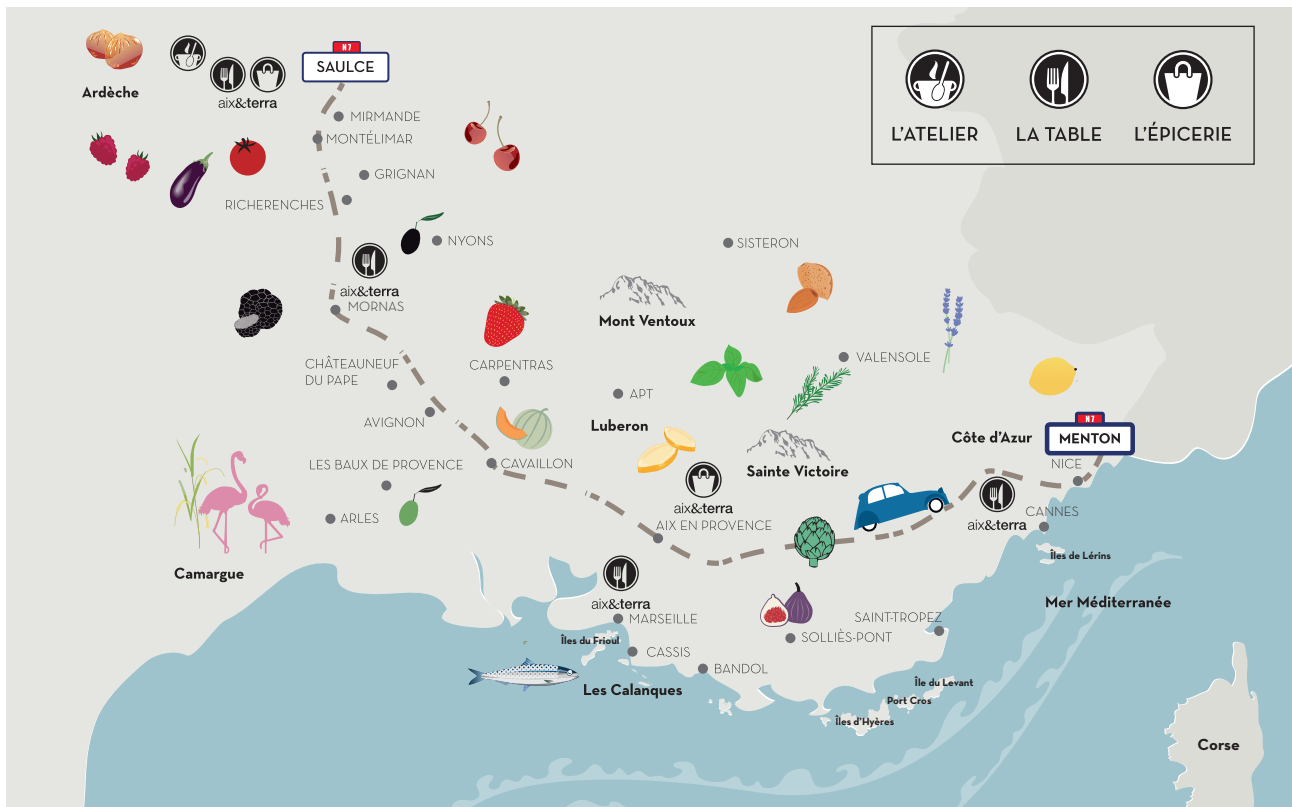 N7
SAULCE
Ardèche
aix&terra
L'ATELIER
LA TABLE
L'ÉPICERIE
MIRMANDE
MONTÉLIMAR
GRIGNAN
RICHERENCHES
NYONS
SISTERON
aix&terra
MORNAS
Mont Ventoux
CHÂTEAUNEUF
DU PAPE
CARPENTRAS
VALENSOLE
APT
AVIGNON
Luberon
N7
MENTON
Côte d'Azur
LES BAUX DE PROVENCE
CAVAILLON
Sainte Victoire
NICE
aix&terra
AIX EN PROVENCE
ARLES
aix&terra
CANNES
Îles de Lérins
Camargue
aix&terra
MARSEILLE
Mer Méditerranée
SAINT-TROPEZ
SOLLIÈS-PONT
Îles du Frioul
CASSIS
BANDOL
Les Calanques
Île du Levant
Port Cros
Îles d'Hyères
Corse